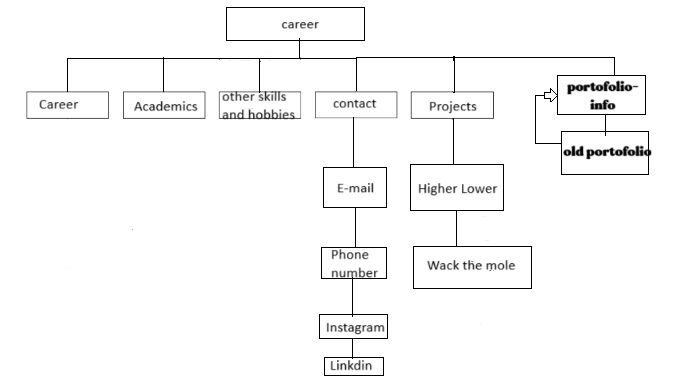 career
Career
Academics
other skills
and hobbies
contact
Projects
portofolio-
info
old portofolio
E-mail
Higher Lower
Phone
number
Wack the mole
Instagram
Linkdin